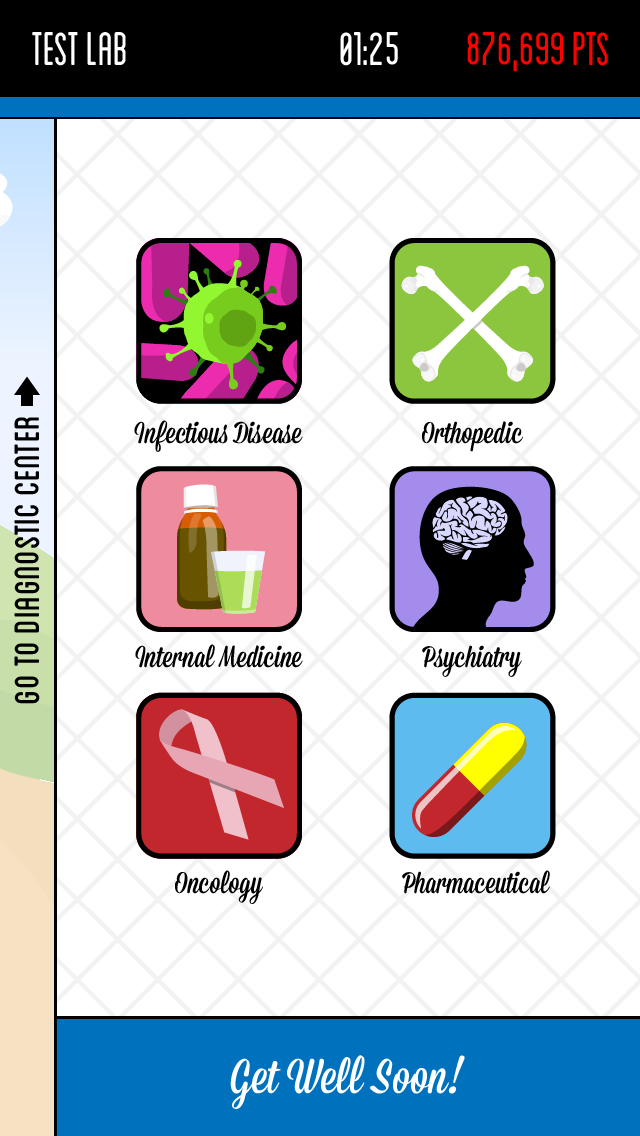 TEST LAB
01:25
876,699 PTS
GO TO DIAGNOSTIC CENTER
Infectious Disease
Orthopedic
Internal Medicine
Psychiatry
Oncology
Pharmaceutical
Get Well Soon!